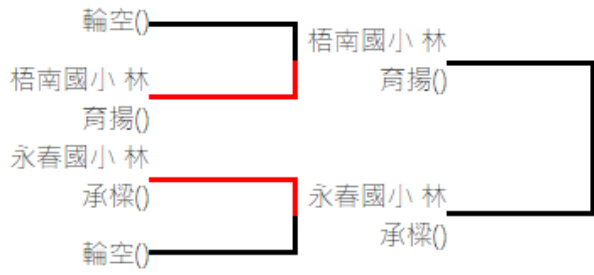 輪空()
梧南國小 林
育揚()
永春國小 林
承樑()
輪空()
梧南國小 林
育揚()
永春國小 林
承樑()